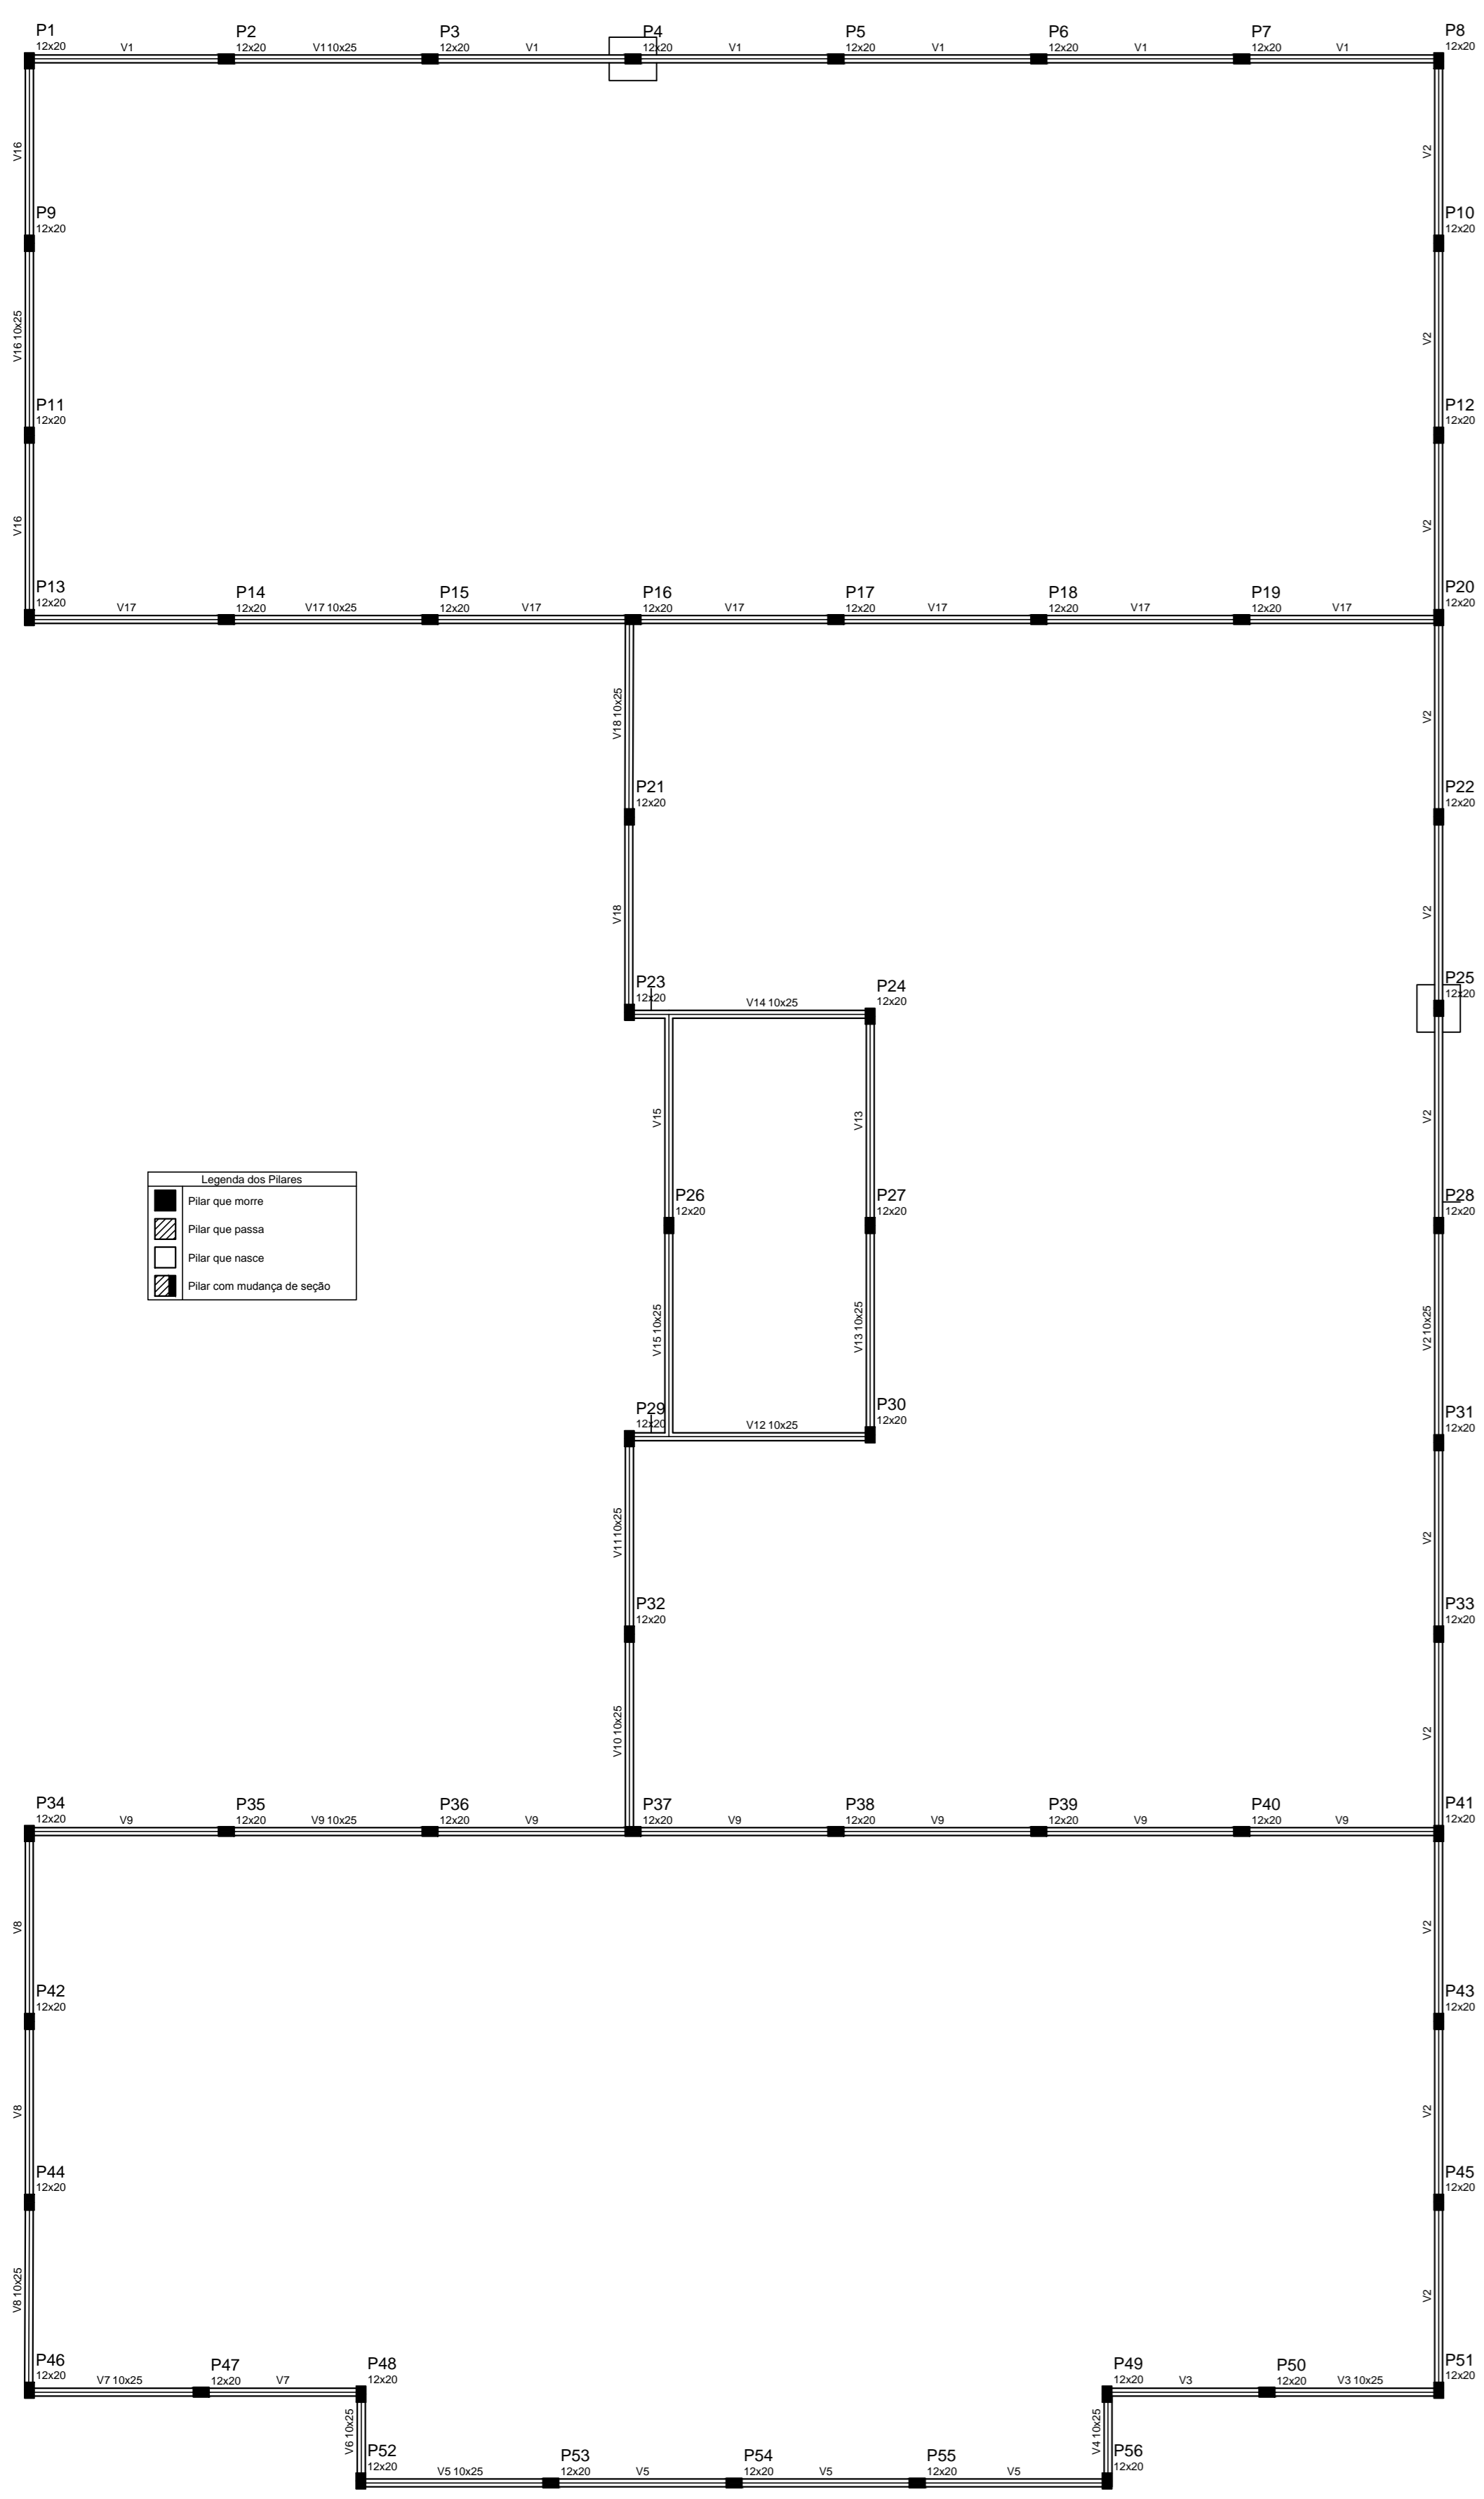 P1
12x20
V1
P2
12x20
V1 10x25
P3
12x20
V1
P4
12x20
V1
P5
12x20
V1
P6
12x20
V1
P7
12x20
V1
P8
12x20
V16
V2
P9
12x20
P10
12x20
V16 10x25
V2
P11
12x20
P12
12x20
V16
V2
P13
12x20
V17
P14
12x20
V17 10x25
P15
12x20
V17
P16
12x20
V17
P17
12x20
V17
P18
12x20
V17
P19
12x20
V17
P20
12x20
V18 10x25
V2
P21
12x20
P22
12x20
V18
V2
P23
12x20
V14 10x25
P24
12x20
P25
12x20
V15
V13
V2
Legenda dos Pilares
Pilar que morre
Pilar que passa
Pilar que nasce
Pilar com mudança de seção
P26
12x20
P27
12x20
P28
12x20
V15 10x25
V13 10x25
V2 10x25
P29
12x20
V12 10x25
P30
12x20
P31
12x20
V11 10x25
V2
P32
12x20
P33
12x20
V10 10x25
V2
P34
12x20
V9
P35
12x20
V9 10x25
P36
12x20
V9
P37
12x20
V9
P38
12x20
V9
P39
12x20
V9
P40
12x20
V9
P41
12x20
V8
V2
P42
12x20
P43
12x20
V8
V2
P44
12x20
P45
12x20
V8 10x25
V2
P46
12x20
V7 10x25
P47
12x20
V7
P48
12x20
P49
12x20
V3
P50
12x20
V3 10x25
P51
12x20
V6 10x25
V4 10x25
P52
12x20
V5 10x25
P53
12x20
V5
P54
12x20
V5
P55
12x20
V5
P56
12x20